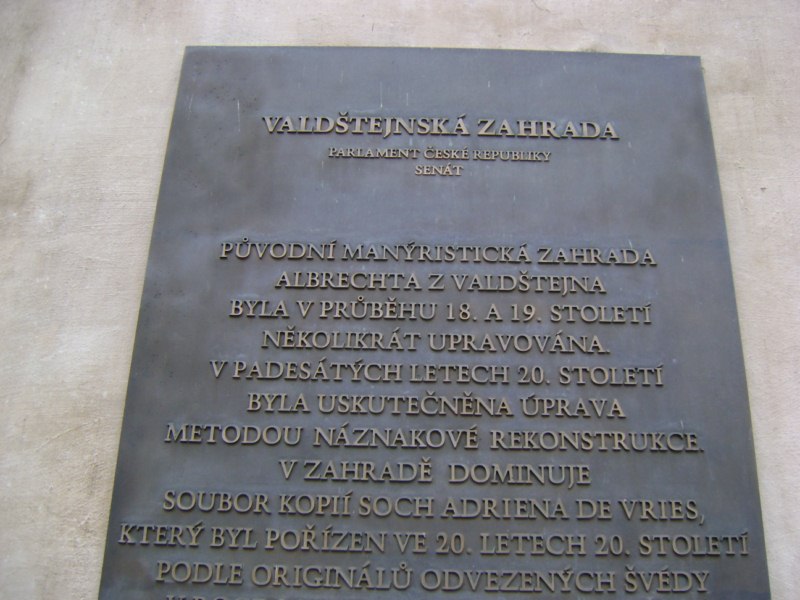 VALDŠTEJNSKÁ ZAHRADA
PARLAMENT ČESKÉ REPUBLIKY
SENÁT
PŮVODNÍ MANÝRISTICKÁ ZAHRADA
ALBRECHTA Z VALDŠTEJNA
BYLA V PRŮBĚHU 18. A 19. STOLETÍ
NĚKOLIKRÁT UPRAVOVÁNA.
V PADESÁTÝCH LETECH 20. STOLETÍ
BYLA USKUTEČNĚNA ÚPRAVA
METODOU NÁZNAKOVÉ REKONSTRUKCE.
V ZAHRADĚ DOMINUJE
SOUBOR KOPIÍ SOCH ADRIENA DE VRIES,
KTERÝ BYL POŘÍZEN VE 20. LETECH 20. STOLETÍ
PODLE ORIGINÁLŮ ODVEZENÝCH ŠVÉDY